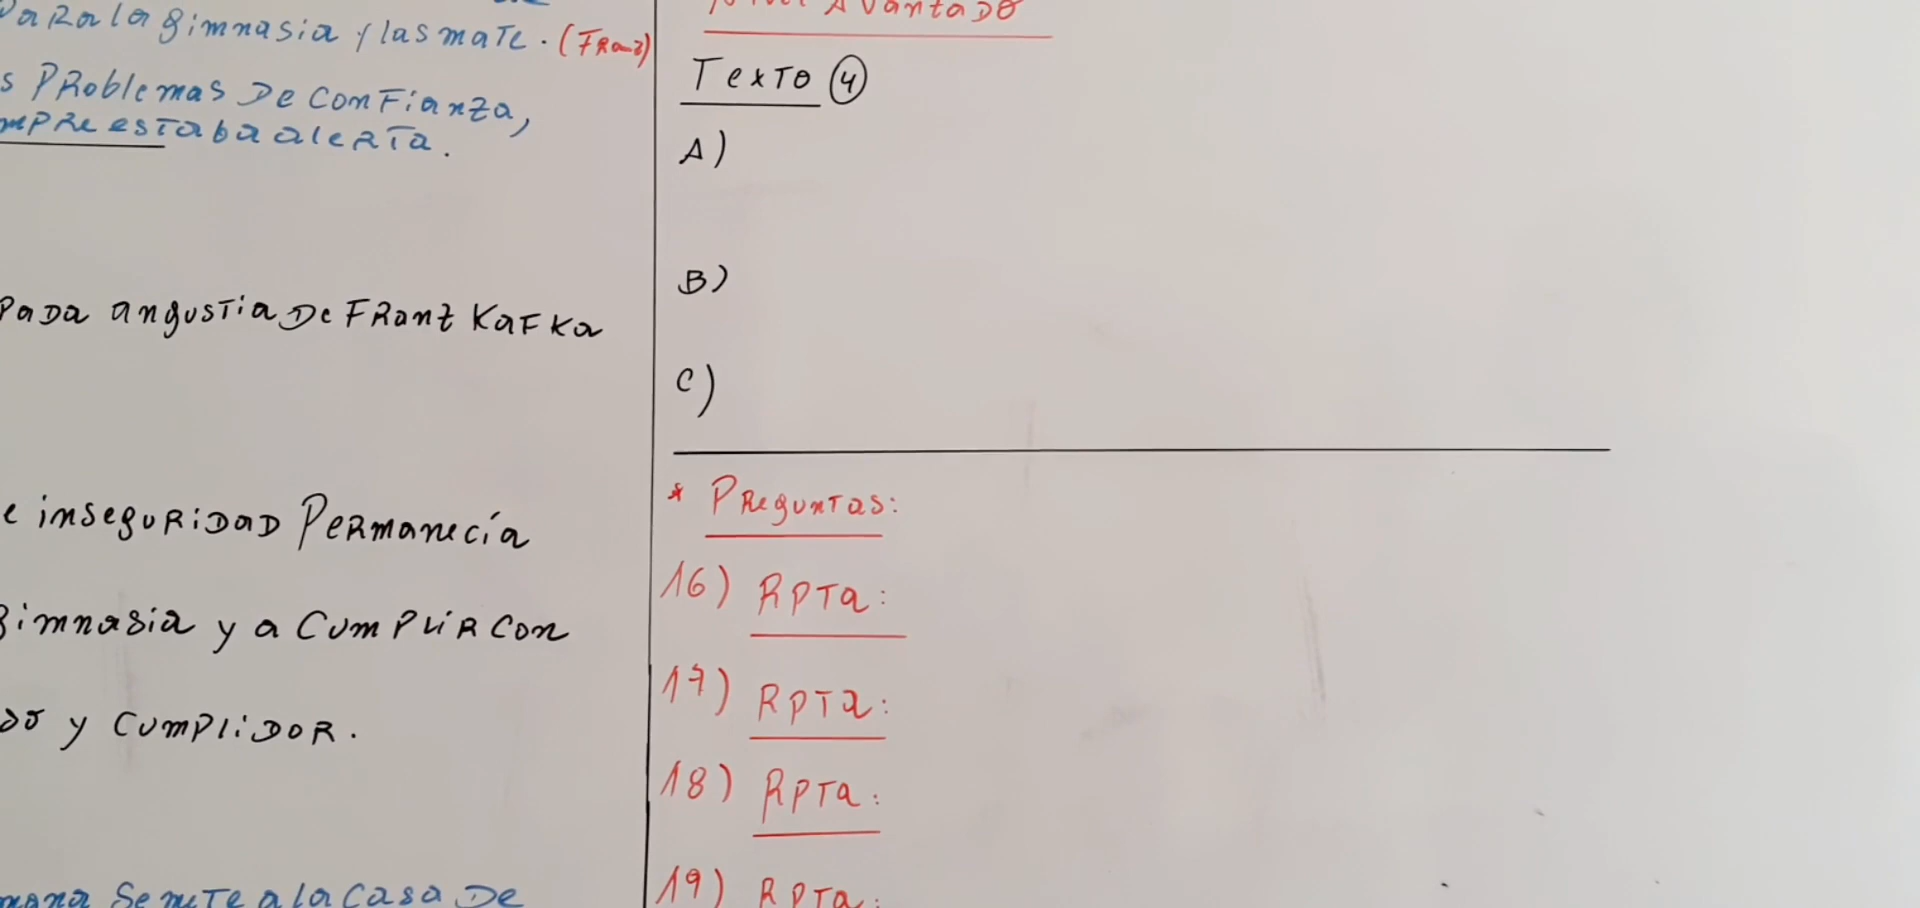 PaRa la gimnasia y las maTe. (FRanz)
s PRoblemas De ConFianza,
mPRe estaba aleRTa.
PaDa angusTia De FRanz KaFKa
e inseguRiDaD PeRmanecía
gimnasia y a CumPLiR Con
Do y CumPLiDoR.
mana Se meTe a la Casa De
AvanzaDo
TexTo 4
A)
B)
C)
* PReguntas:
16) RPTa:
17) RPTa:
18) RPTa:
19) RPTa: